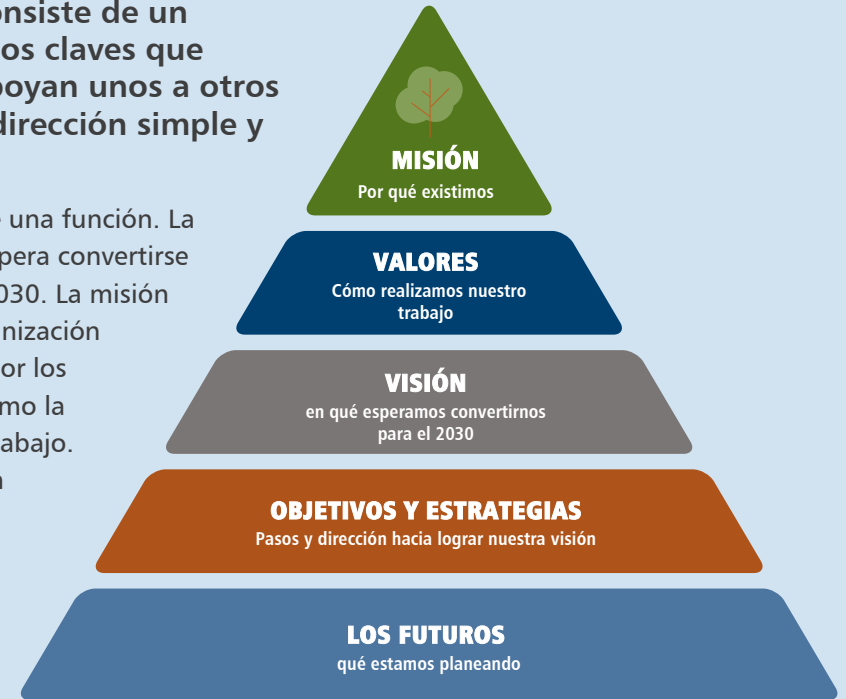 nsiste de un
os claves que
oyan unos a otros
dirección simple y
una función. La
pera convertirse
030. La misión
nización
or los
mo la
abajo.
MISIÓN
Por qué existimos
VALORES
Cómo realizamos nuestro
trabajo
VISIÓN
en qué esperamos convertirnos
para el 2030
OBJETIVOS Y ESTRATEGIAS
Pasos y dirección hacia lograr nuestra visión
LOS FUTUROS
qué estamos planeando